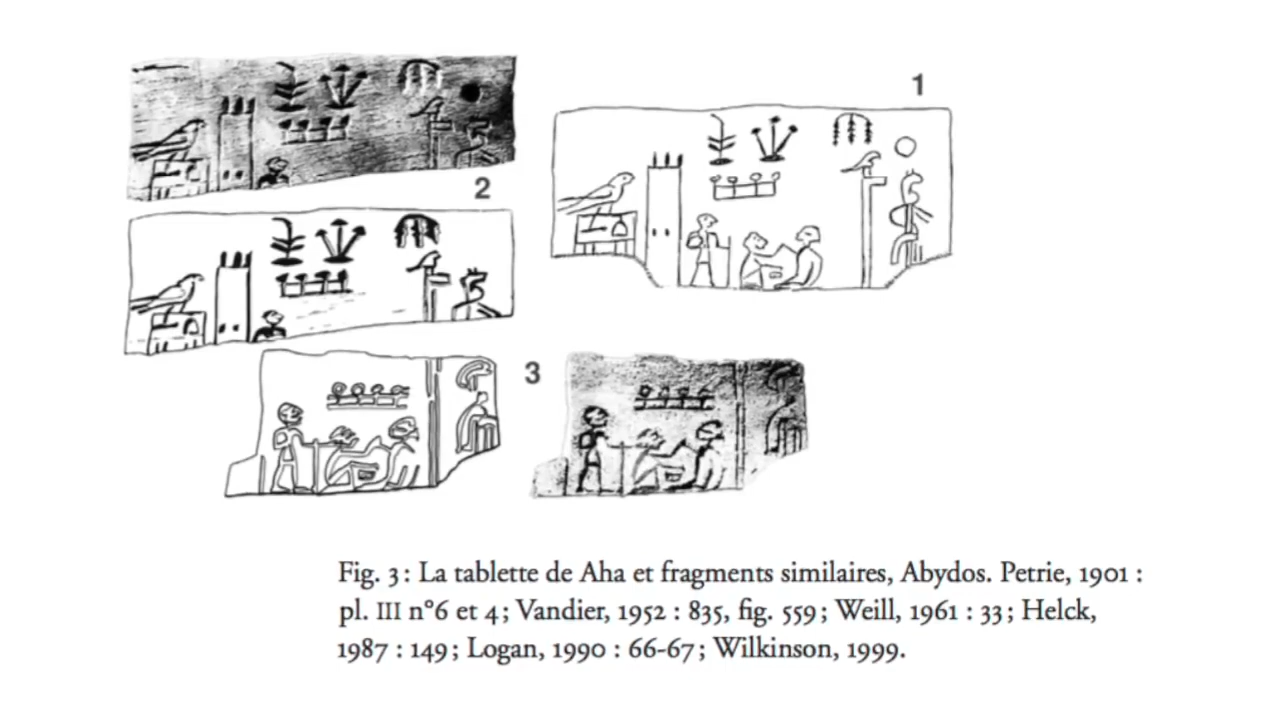 1
2
3
Fig. 3 : La tablette de Aha et fragments similaires, Abydos. Petrie, 1901 :
pl. III n°6 et 4 ; Vandier, 1952 : 835, fig. 559 ; Weill, 1961 : 33 ; Helck,
1987 : 149 ; Logan, 1990 : 66-67 ; Wilkinson, 1999.